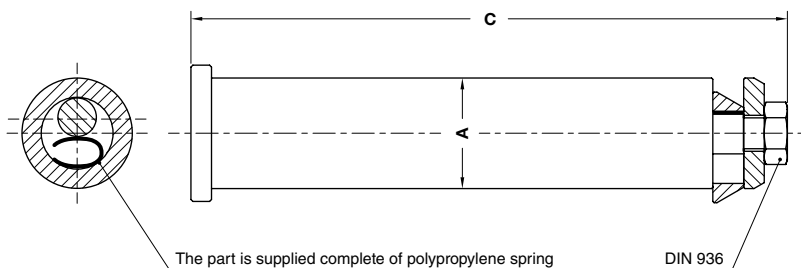 C
A
The part is supplied complete of polypropylene spring
DIN 936